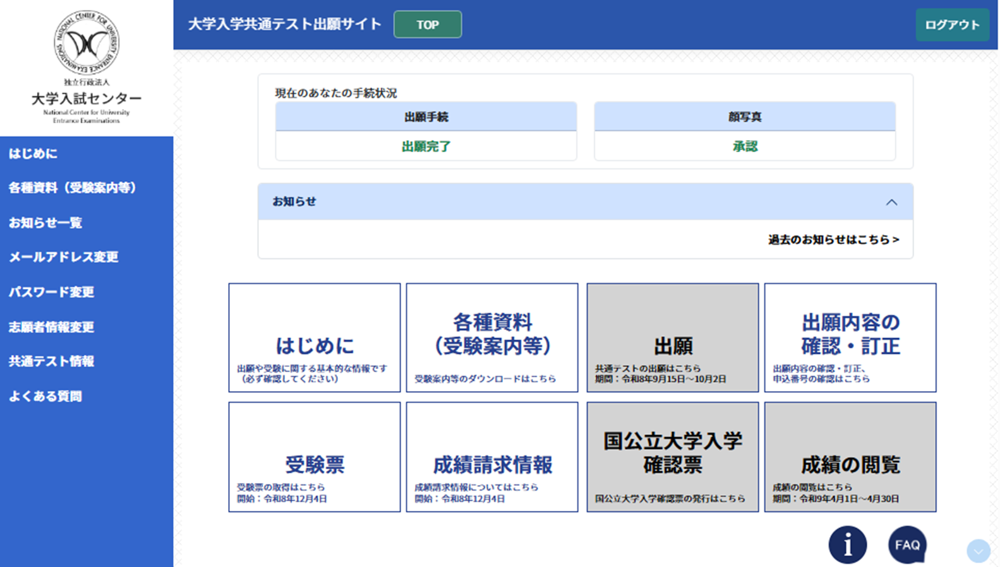 NATIONAL CENTER FOR UNIVERSITY ENTRANCE EXAMINATIONS
独立行政法人
大学入試センター
National Center for University
Entrance Examinations
はじめに
各種資料（受験案内等）
お知らせ一覧
メールアドレス変更
パスワード変更
志願者情報変更
共通テスト情報
よくある質問
大学入学共通テスト出願サイト
TOP
ログアウト
現在のあなたの手続状況
出願手続
出願完了
顔写真
承認
お知らせ
過去のお知らせはこちら >
はじめに
出願や受験に関する基本的な情報です
（必ず確認してください）
各種資料
（受験案内等）
受験案内等のダウンロードはこちら
出願
共通テストの出願はこちら
期間：令和8年9月15日～10月2日
出願内容の
確認・訂正
出願内容の確認・訂正、
申込番号の確認はこちら
受験票
受験票の取得はこちら
開始：令和8年12月4日
成績請求情報
成績請求情報についてはこちら
開始：令和8年12月4日
国公立大学入学
確認票
国公立大学入学確認票の発行はこちら
成績の閲覧
成績の閲覧はこちら
期間：令和9年4月1日～4月30日
i
FAQ